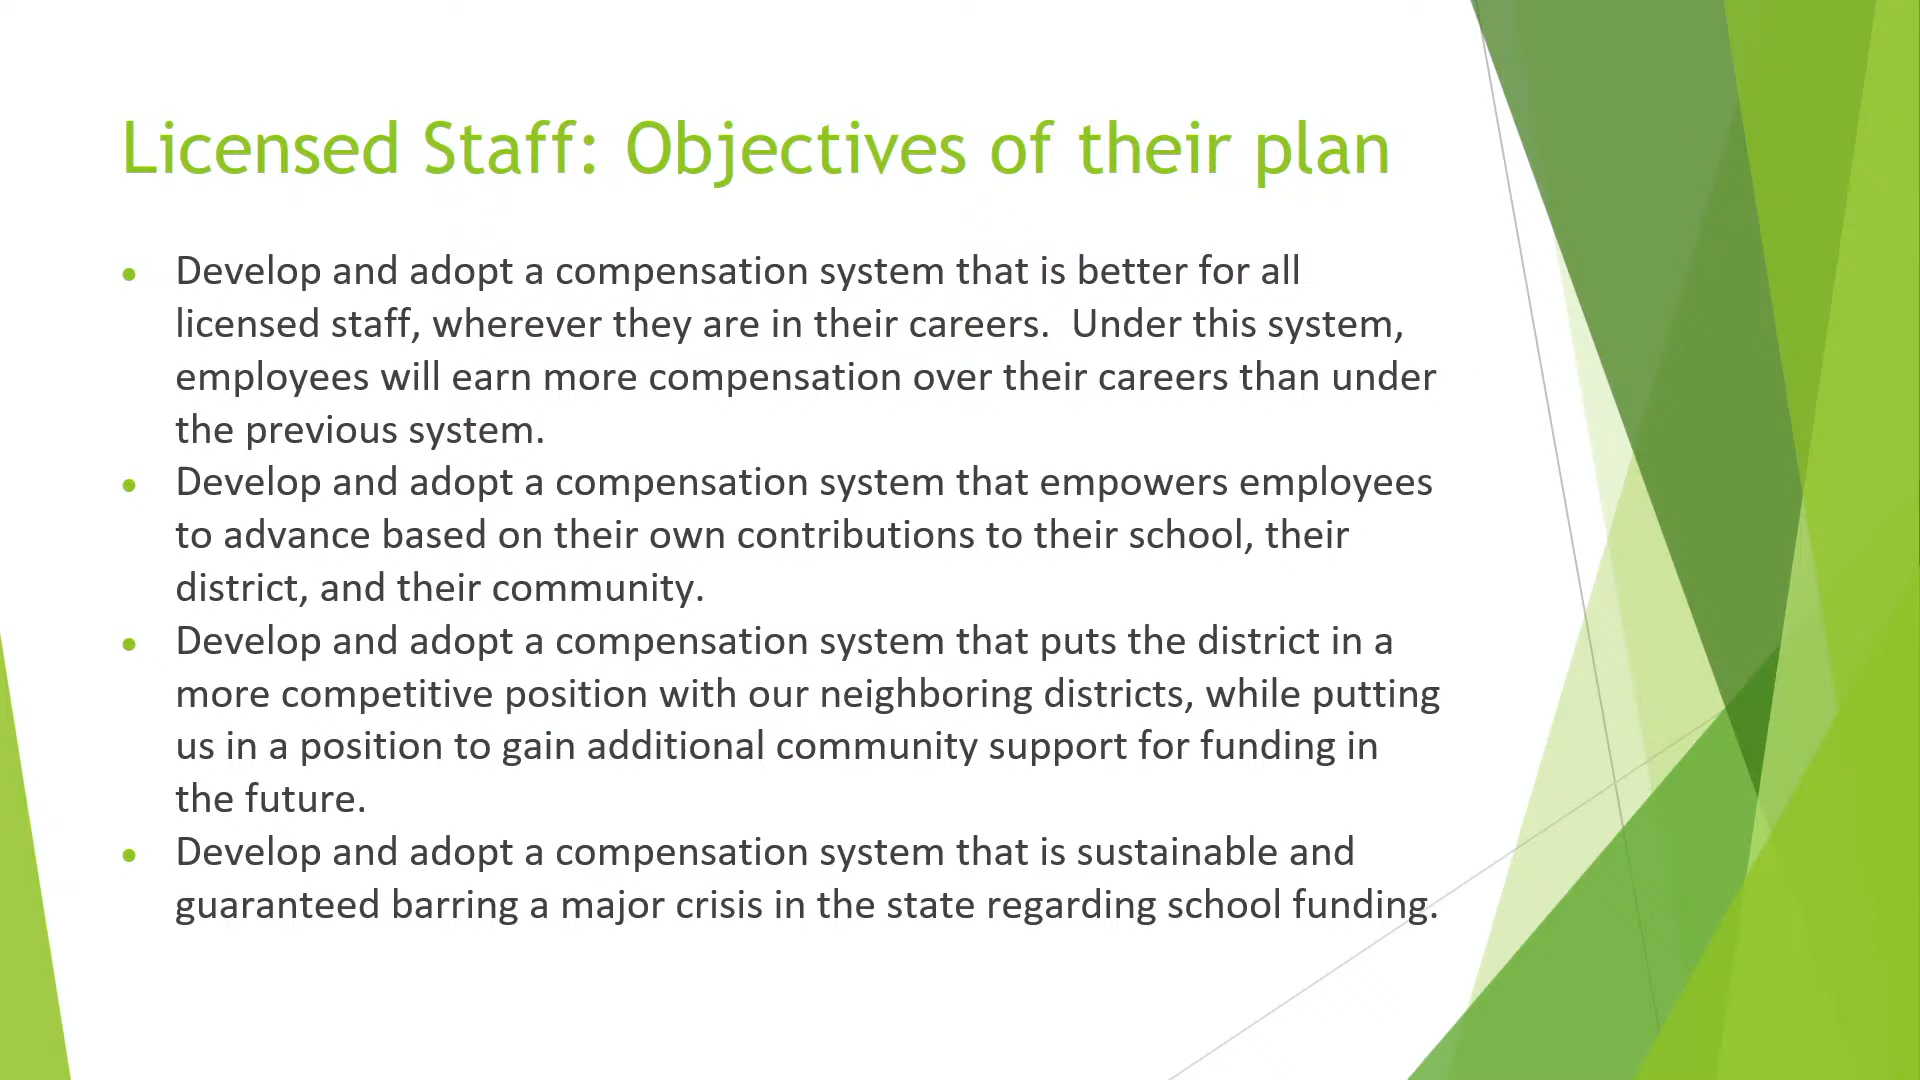 Licensed Staff: Objectives of their plan
• Develop and adopt a compensation system that is better for all
licensed staff, wherever they are in their careers.  Under this system,
employees will earn more compensation over their careers than under
the previous system.
• Develop and adopt a compensation system that empowers employees
to advance based on their own contributions to their school, their
district, and their community.
• Develop and adopt a compensation system that puts the district in a
more competitive position with our neighboring districts, while putting
us in a position to gain additional community support for funding in
the future.
• Develop and adopt a compensation system that is sustainable and
guaranteed barring a major crisis in the state regarding school funding.